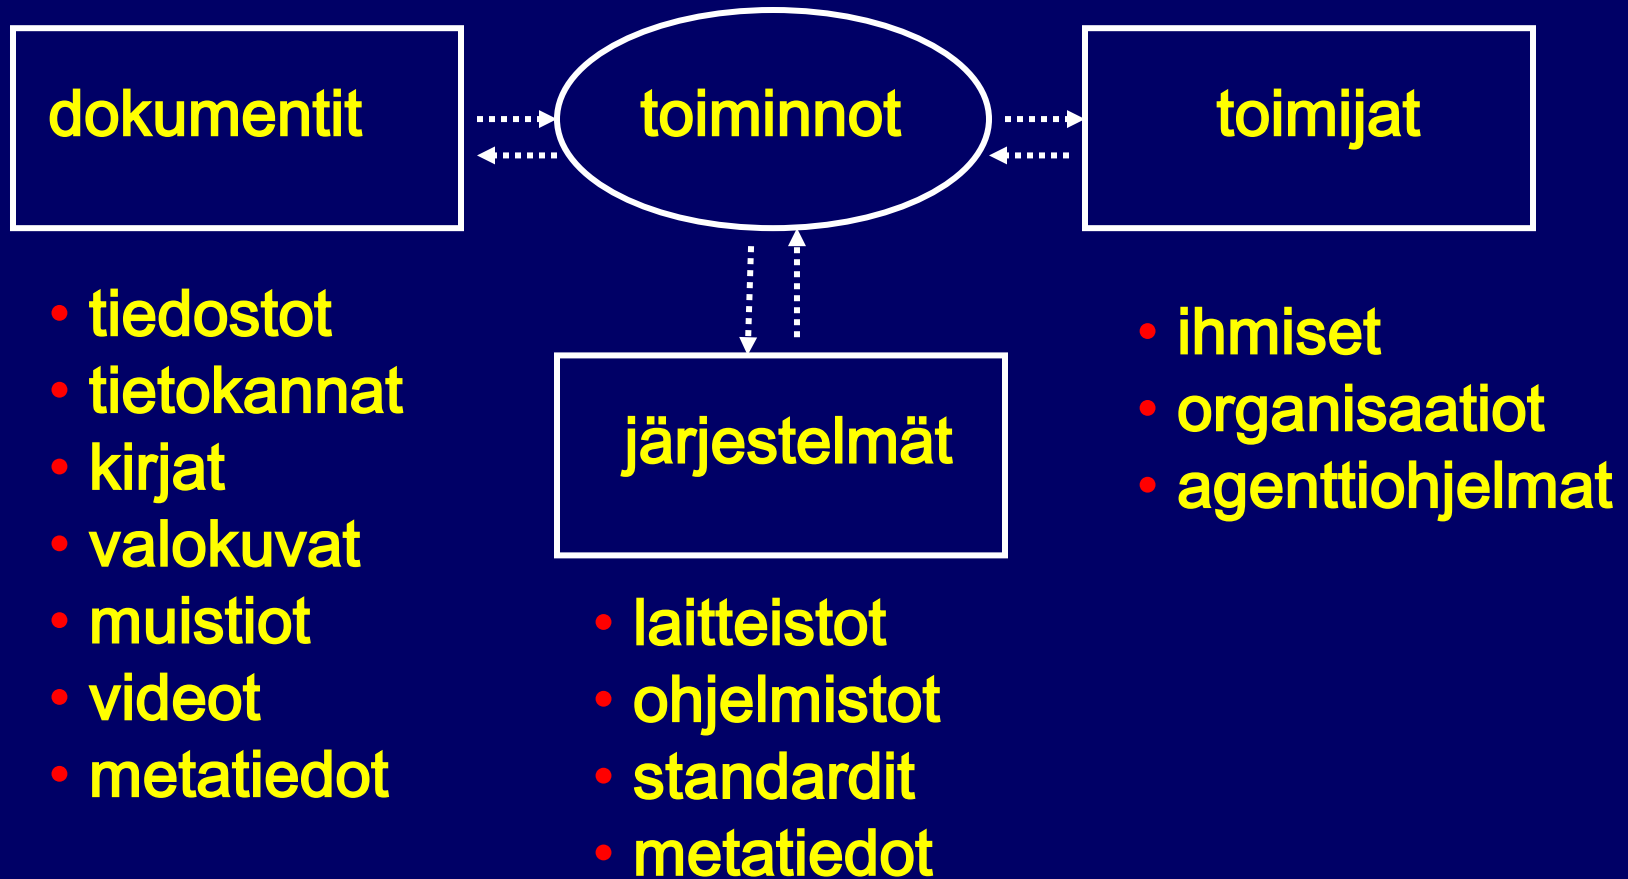 dokumentit
toiminnot
toimijat
• tiedostot
• tietokannat
• kirjat
• valokuvat
• muistiot
• videot
• metatiedot
järjestelmät
• laitteistot
• ohjelmistot
• standardit
• metatiedot
• ihmiset
• organisaatiot
• agenttiohjelmat